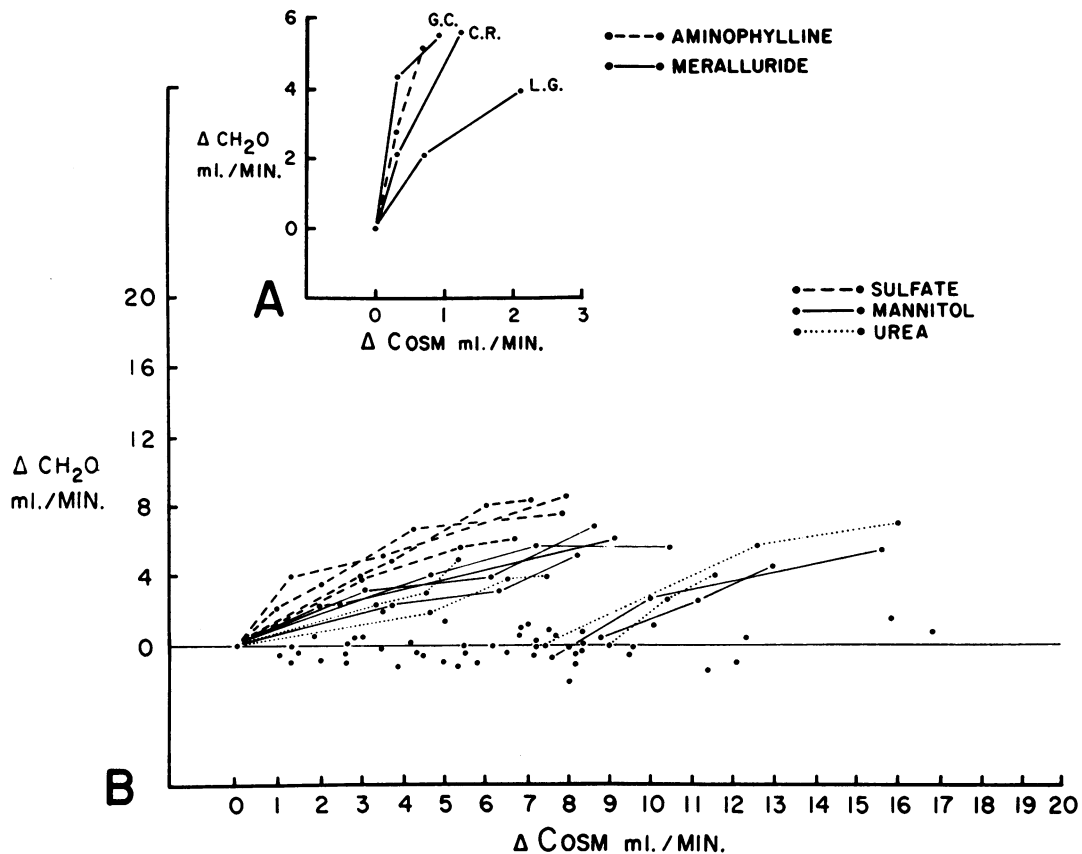 6
G.C.
C.R.
AMINOPHYLLINE
MERALLURIDE
4
L.G.
Δ CH₂O
ml./MIN.
2
0
A
0 1 2 3
Δ COSM ml./MIN.
SULFATE
MANNITOL
UREA
20
16
12
Δ CH₂O
ml./MIN.
8
4
0
B
0 1 2 3 4 5 6 7 8 9 10 11 12 13 14 15 16 17 18 19 20
Δ COSM ml./MIN.